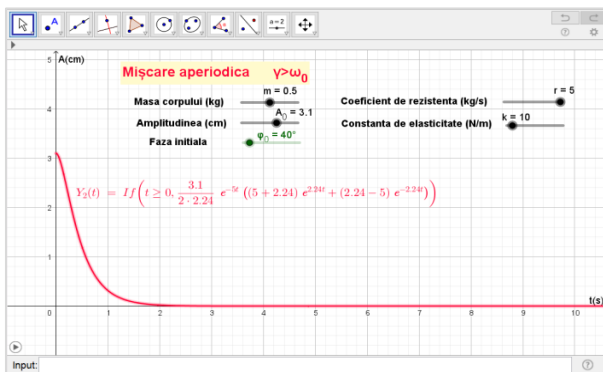 a = 2
A(cm)
Mișcare aperiodica γ>ω₀
m = 0.5
r = 5
Masa corpului (kg)
Coeficient de rezistenta (kg/s)
A₀ = 3.1
k = 10
Amplitudinea (cm)
Constanta de elasticitate (N/m)
φ₀ = 40°
Faza initiala
Y₂(t) = If(t ≥ 0, 3.1 / 2 · 2.24 e^(-5t) ((5 + 2.24) e^(2.24t) + (2.24 − 5) e^(−2.24t)))
5
4
3
2
1
0
t(s)
0 1 2 3 4 5 6 7 8 9 10
Input: